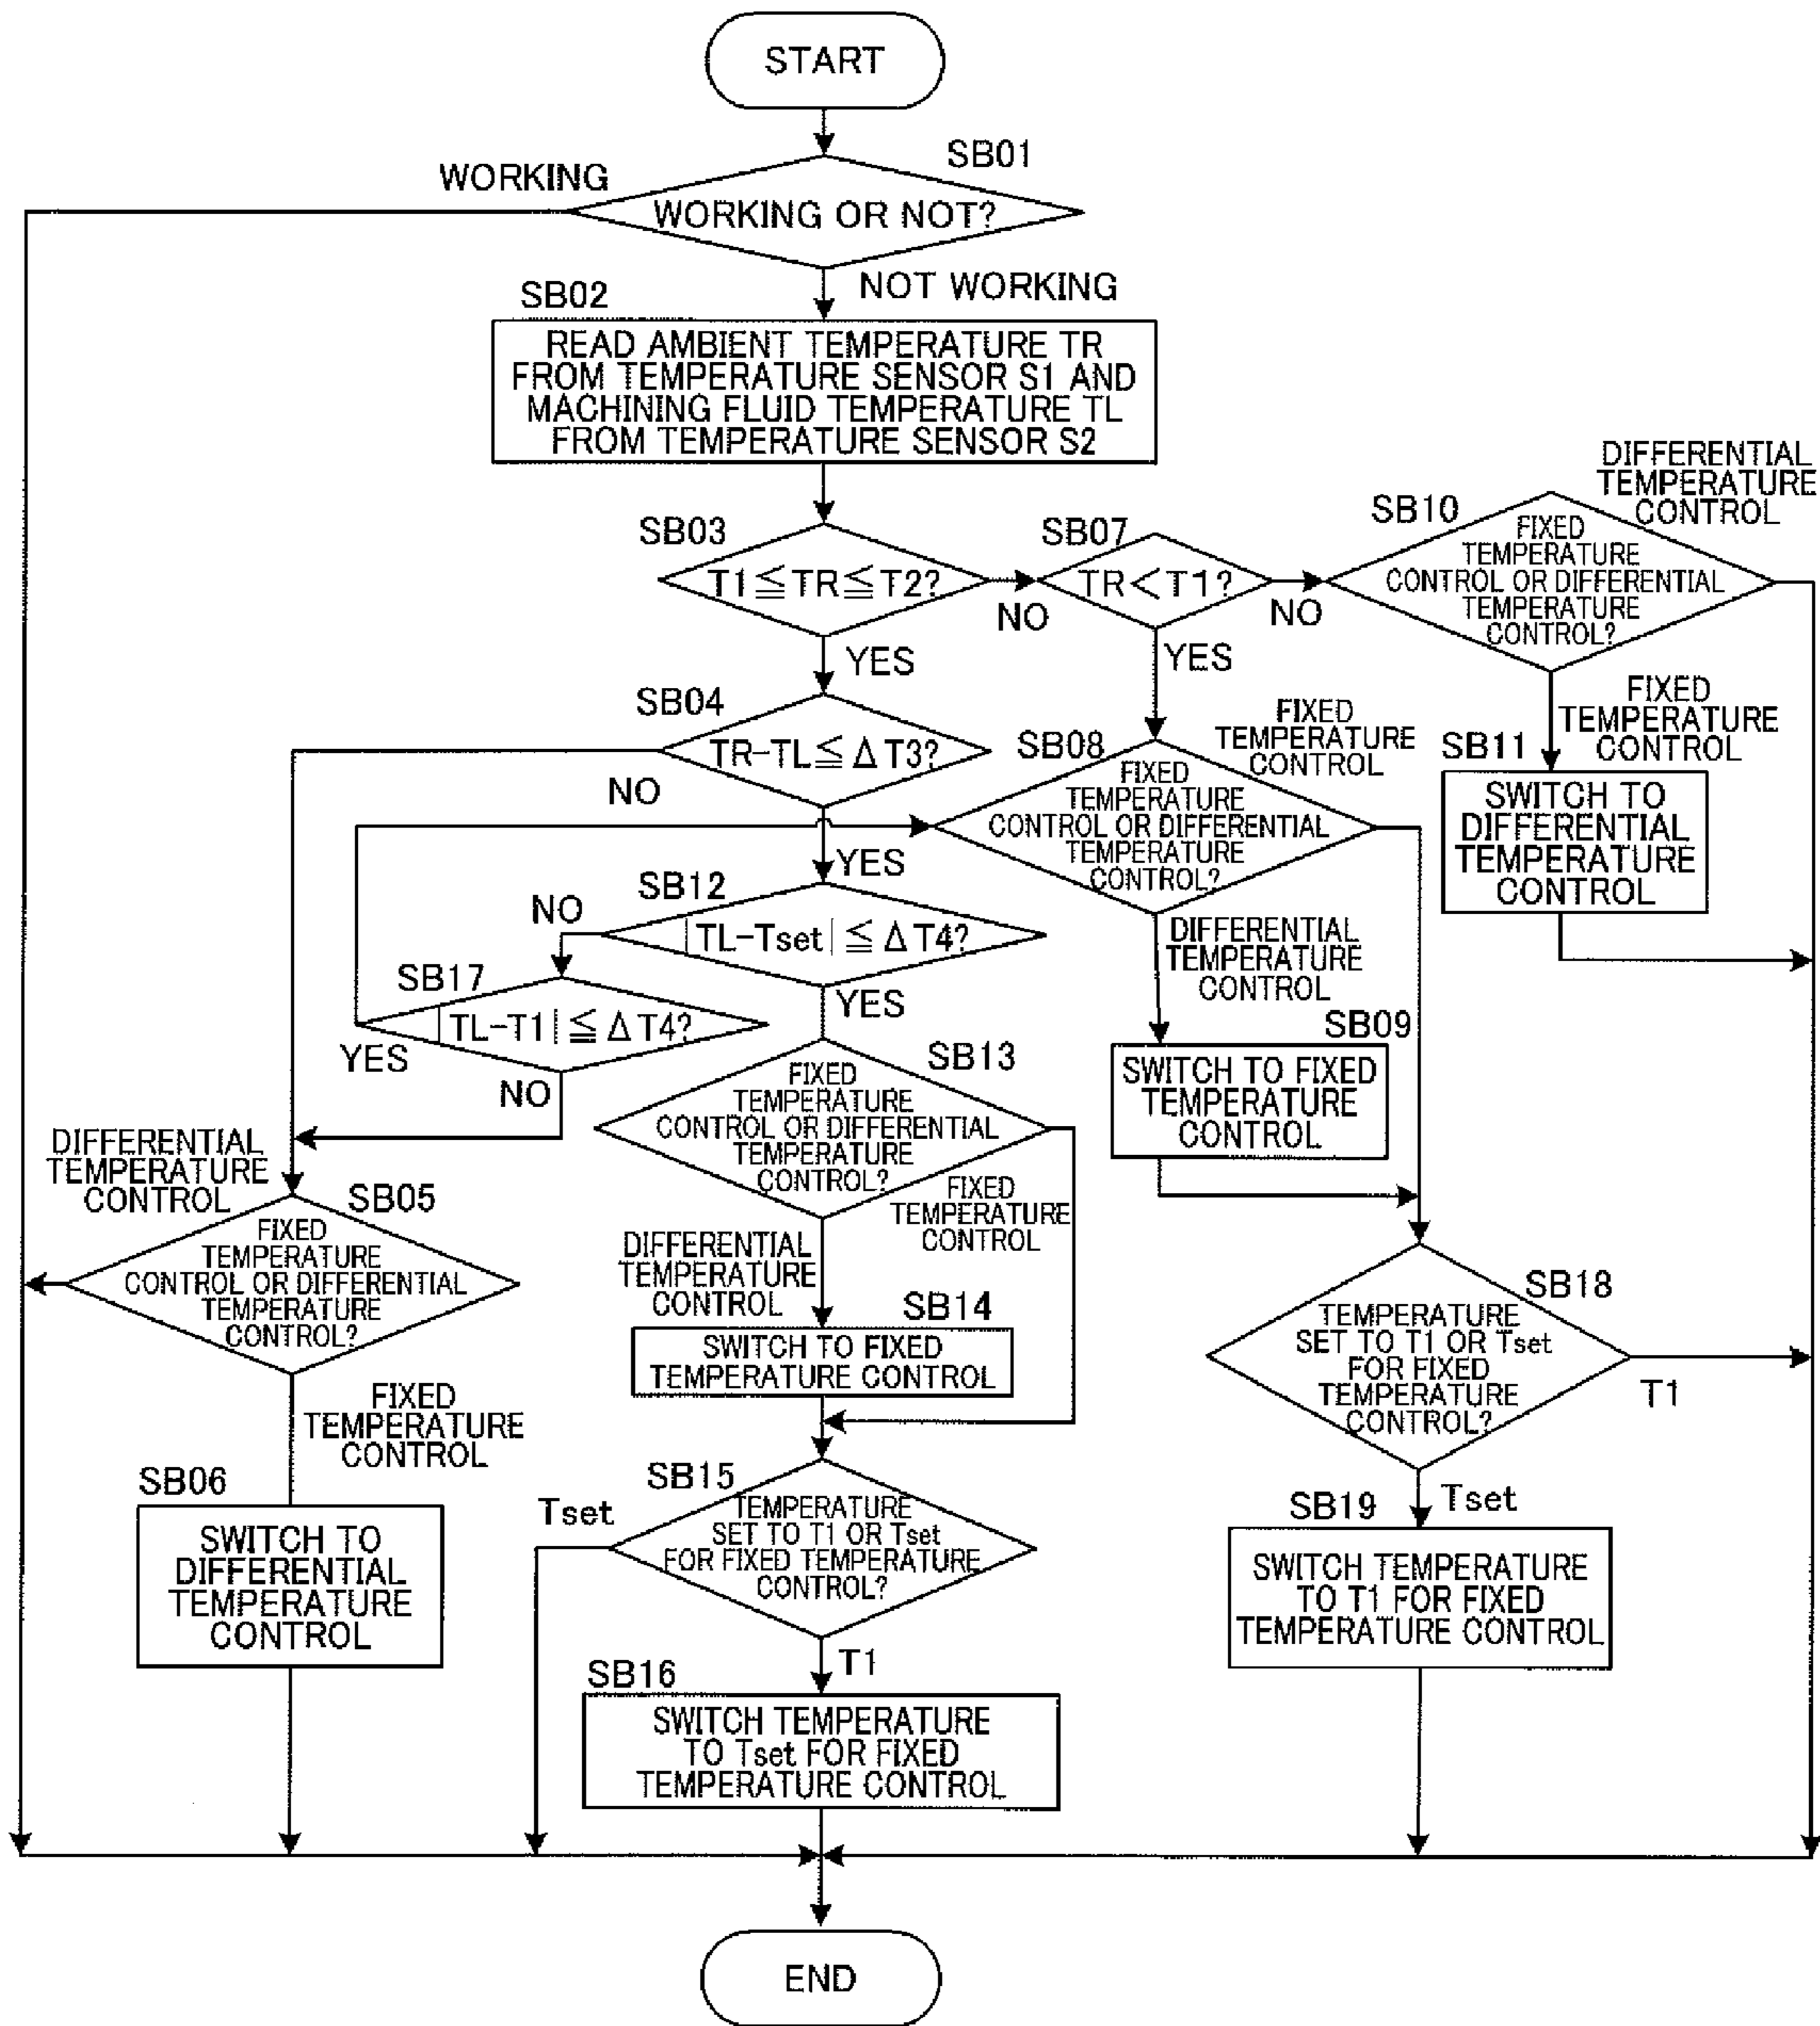 START
SB01
WORKING
WORKING OR NOT?
NOT WORKING
SB02
READ AMBIENT TEMPERATURE TR
FROM TEMPERATURE SENSOR S1 AND
MACHINING FLUID TEMPERATURE TL
FROM TEMPERATURE SENSOR S2
SB03
T1≦TR≦T2?
NO
YES
SB07
TR<T1?
NO
YES
SB10
DIFFERENTIAL
TEMPERATURE
CONTROL
FIXED
TEMPERATURE
CONTROL OR DIFFERENTIAL
TEMPERATURE
CONTROL?
FIXED
TEMPERATURE
CONTROL
SB11
SWITCH TO
DIFFERENTIAL
TEMPERATURE
CONTROL
SB04
TR-TL≦ΔT3?
NO
YES
SB08
FIXED
TEMPERATURE
CONTROL
FIXED
TEMPERATURE
CONTROL OR DIFFERENTIAL
TEMPERATURE
CONTROL?
DIFFERENTIAL
TEMPERATURE
CONTROL
SB09
SWITCH TO FIXED
TEMPERATURE
CONTROL
SB12
NO
|TL-Tset|≦ΔT4?
YES
SB17
|TL-T1|≦ΔT4?
YES
NO
SB13
FIXED
TEMPERATURE
CONTROL OR DIFFERENTIAL
TEMPERATURE
CONTROL?
FIXED
TEMPERATURE
CONTROL
DIFFERENTIAL
TEMPERATURE
CONTROL
SB14
SWITCH TO FIXED
TEMPERATURE CONTROL
DIFFERENTIAL
TEMPERATURE
CONTROL
SB05
FIXED
TEMPERATURE
CONTROL OR DIFFERENTIAL
TEMPERATURE
CONTROL?
FIXED
TEMPERATURE
CONTROL
SB06
SWITCH TO
DIFFERENTIAL
TEMPERATURE
CONTROL
SB15
Tset
TEMPERATURE
SET TO T1 OR Tset
FOR FIXED TEMPERATURE
CONTROL?
T1
SB16
SWITCH TEMPERATURE
TO Tset FOR FIXED
TEMPERATURE CONTROL
SB18
TEMPERATURE
SET TO T1 OR Tset
FOR FIXED
TEMPERATURE
CONTROL?
T1
Tset
SB19
SWITCH TEMPERATURE
TO T1 FOR FIXED
TEMPERATURE CONTROL
END